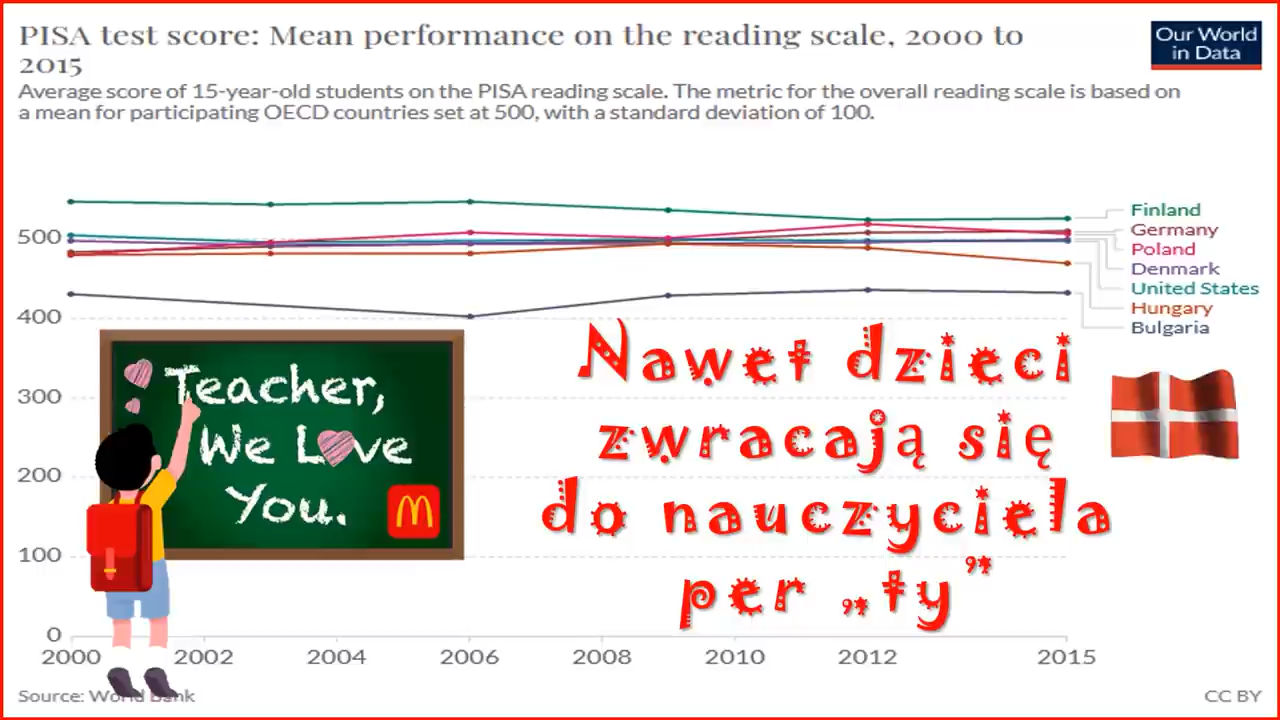 PISA test score: Mean performance on the reading scale, 2000 to
2015
Our World
in Data
Average score of 15-year-old students on the PISA reading scale. The metric for the overall reading scale is based on
a mean for participating OECD countries set at 500, with a standard deviation of 100.
500
400
300
200
100
0
Finland
Germany
Poland
Denmark
United States
Hungary
Bulgaria
Teacher,
We Love
You.
M
Nawet dzieci
zwracają się
do nauczyciela
per „ty”
2000 2002 2004 2006 2008 2010 2012 2015
Source: World Bank
CC BY